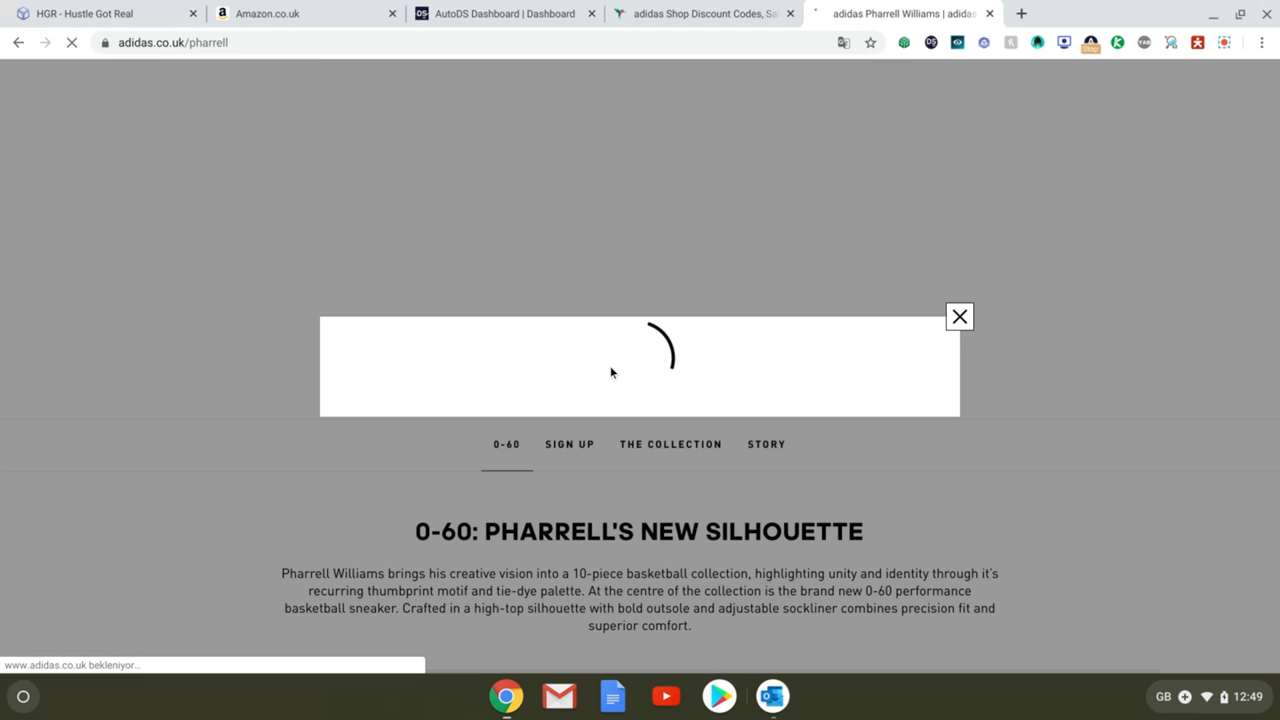 HGR - Hustle Got Real
Amazon.co.uk
AutoDS Dashboard | Dashboard
adidas Shop Discount Codes, Sa
adidas Pharrell Williams | adidas
adidas.co.uk/pharrell
Stop
0-60 SIGN UP THE COLLECTION STORY
0-60: PHARRELL'S NEW SILHOUETTE
Pharrell Williams brings his creative vision into a 10-piece basketball collection, highlighting unity and identity through it's
recurring thumbprint motif and tie-dye palette. At the centre of the collection is the brand new 0-60 performance
basketball sneaker. Crafted in a high-top silhouette with bold outsole and adjustable sockliner combines precision fit and
superior comfort.
www.adidas.co.uk bekleniyor...
GB 12:49